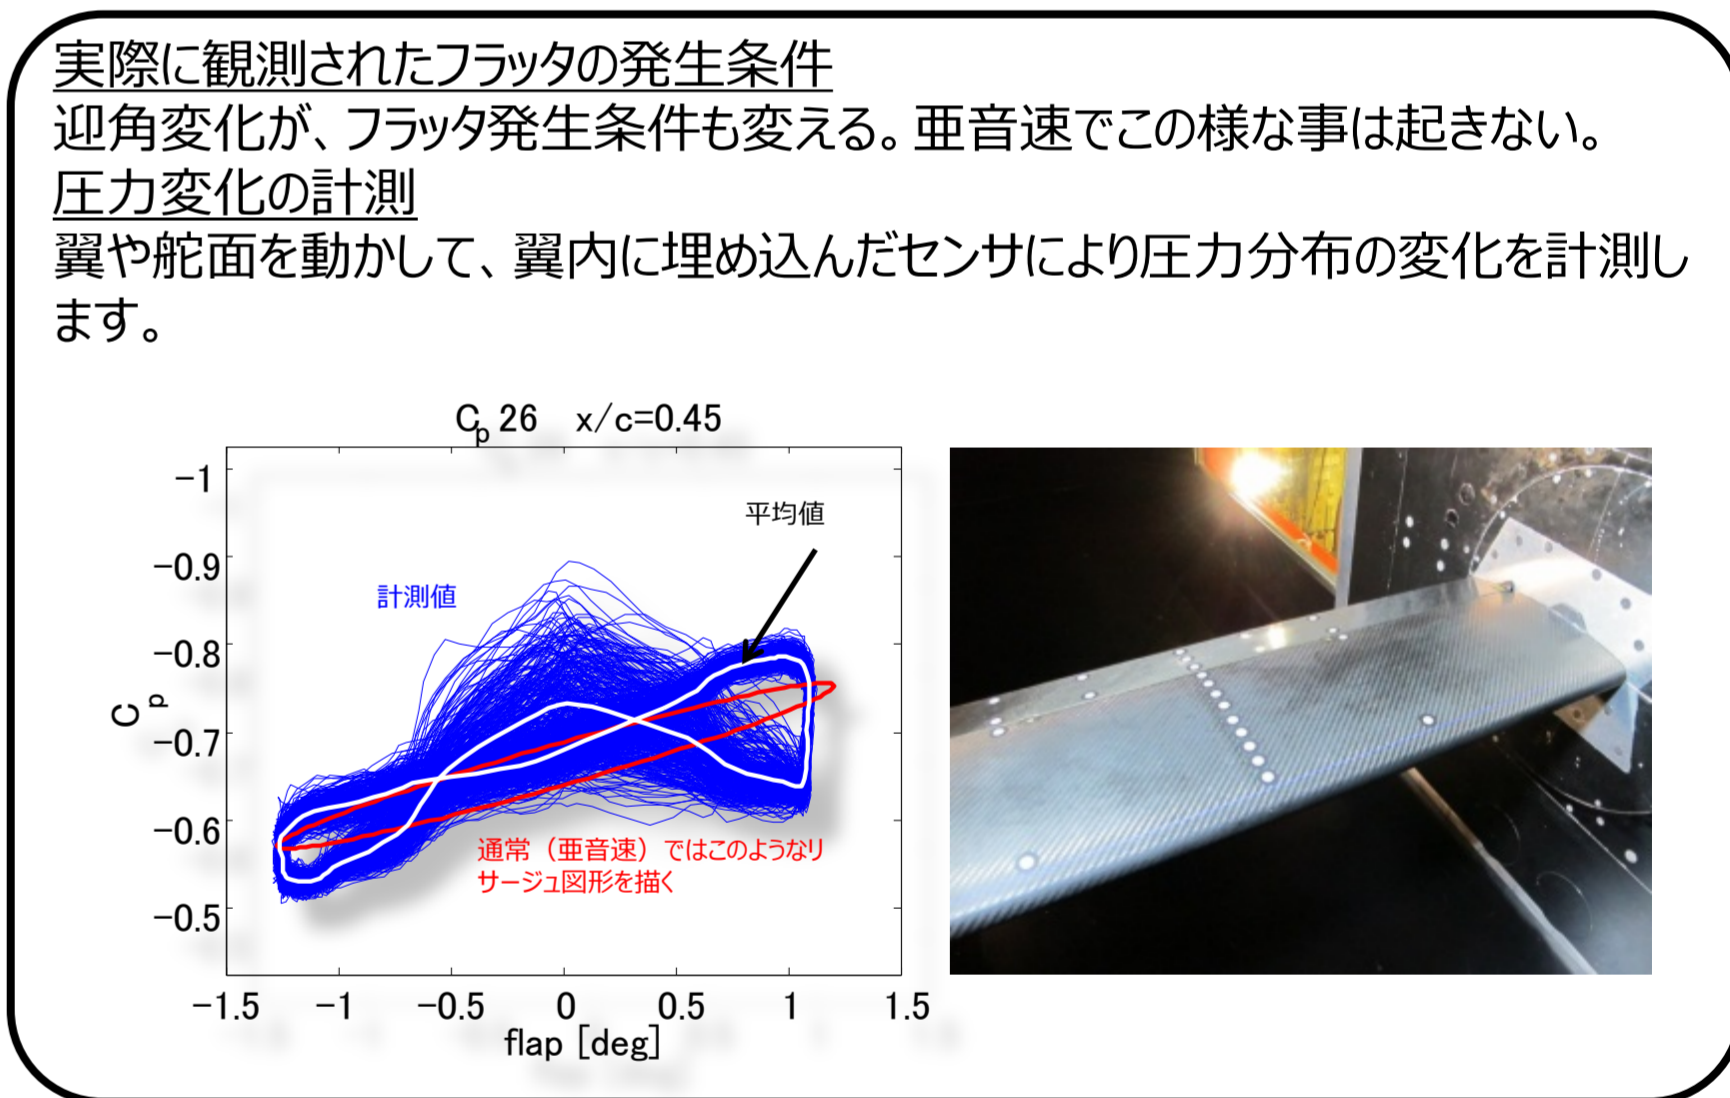 実際に観測されたフラッタの発生条件
迎角変化が、フラッタ発生条件も変える。亜音速でこの様な事は起きない。
圧力変化の計測
翼や舵面を動かして、翼内に埋め込んだセンサにより圧力分布の変化を計測し
ます。
Cp 26 x/c=0.45
−1
−0.9
−0.8
−0.7
−0.6
−0.5
Cp
平均値
計測値
通常（亜音速）ではこのようなリ
サージュ図形を描く
−1.5 −1 −0.5 0 0.5 1 1.5
flap [deg]